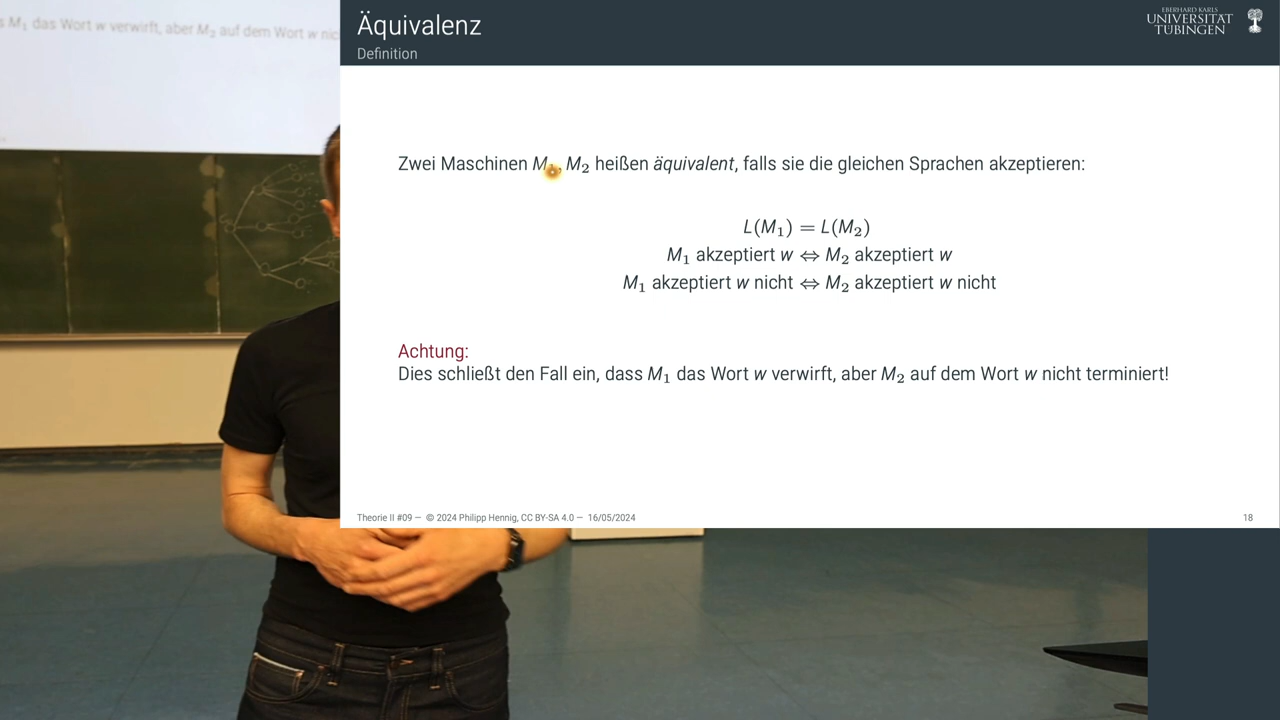 s M₁ das Wort w verwirft, aber M₂ auf dem Wort w nic
Äquivalenz
Definition
EBERHARD KARLS
UNIVERSITÄT
TÜBINGEN
Zwei Maschinen M₁, M₂ heißen äquivalent, falls sie die gleichen Sprachen akzeptieren:
L(M₁) = L(M₂)
M₁ akzeptiert w ⇔ M₂ akzeptiert w
M₁ akzeptiert w nicht ⇔ M₂ akzeptiert w nicht
Achtung:
Dies schließt den Fall ein, dass M₁ das Wort w verwirft, aber M₂ auf dem Wort w nicht terminiert!
Theorie II #09 — © 2024 Philipp Hennig, CC BY-SA 4.0 — 16/05/2024
18